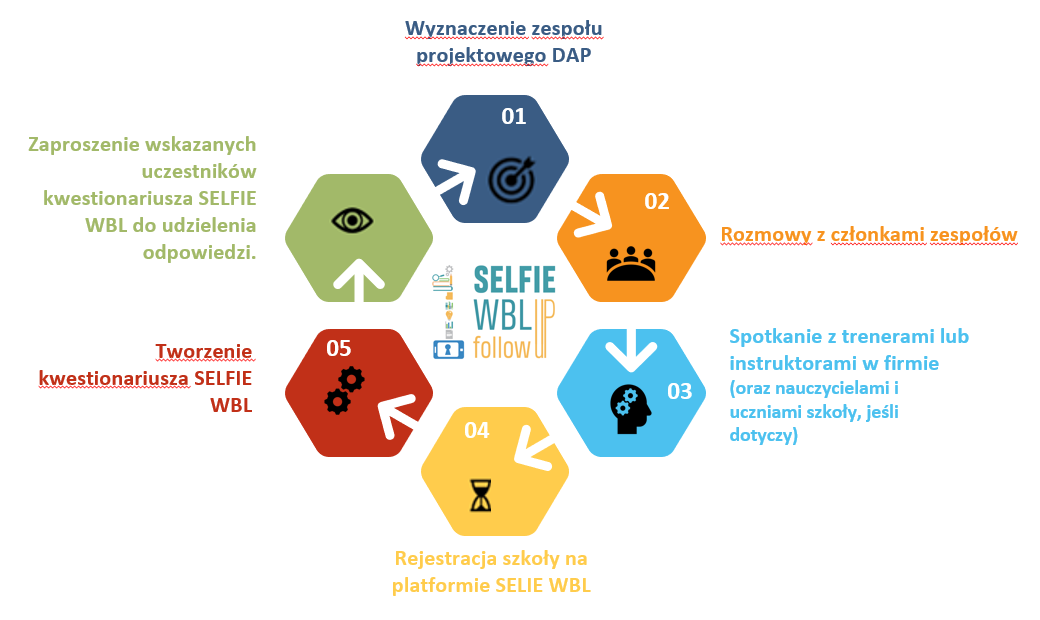 Wyznaczenie zespołu
projektowego DAP
01
02
Rozmowy z członkami zespołów
03
Spotkanie z trenerami lub
instruktorami w firmie
(oraz nauczycielami i
uczniami szkoły, jeśli
dotyczy)
04
Rejestracja szkoły na
platformie SELIE WBL
05
Tworzenie
kwestionariusza SELFIE
WBL
Zaproszenie wskazanych
uczestników
kwestionariusza SELFIE
WBL do udzielenia
odpowiedzi.
SELFIE
WBL UP
follow